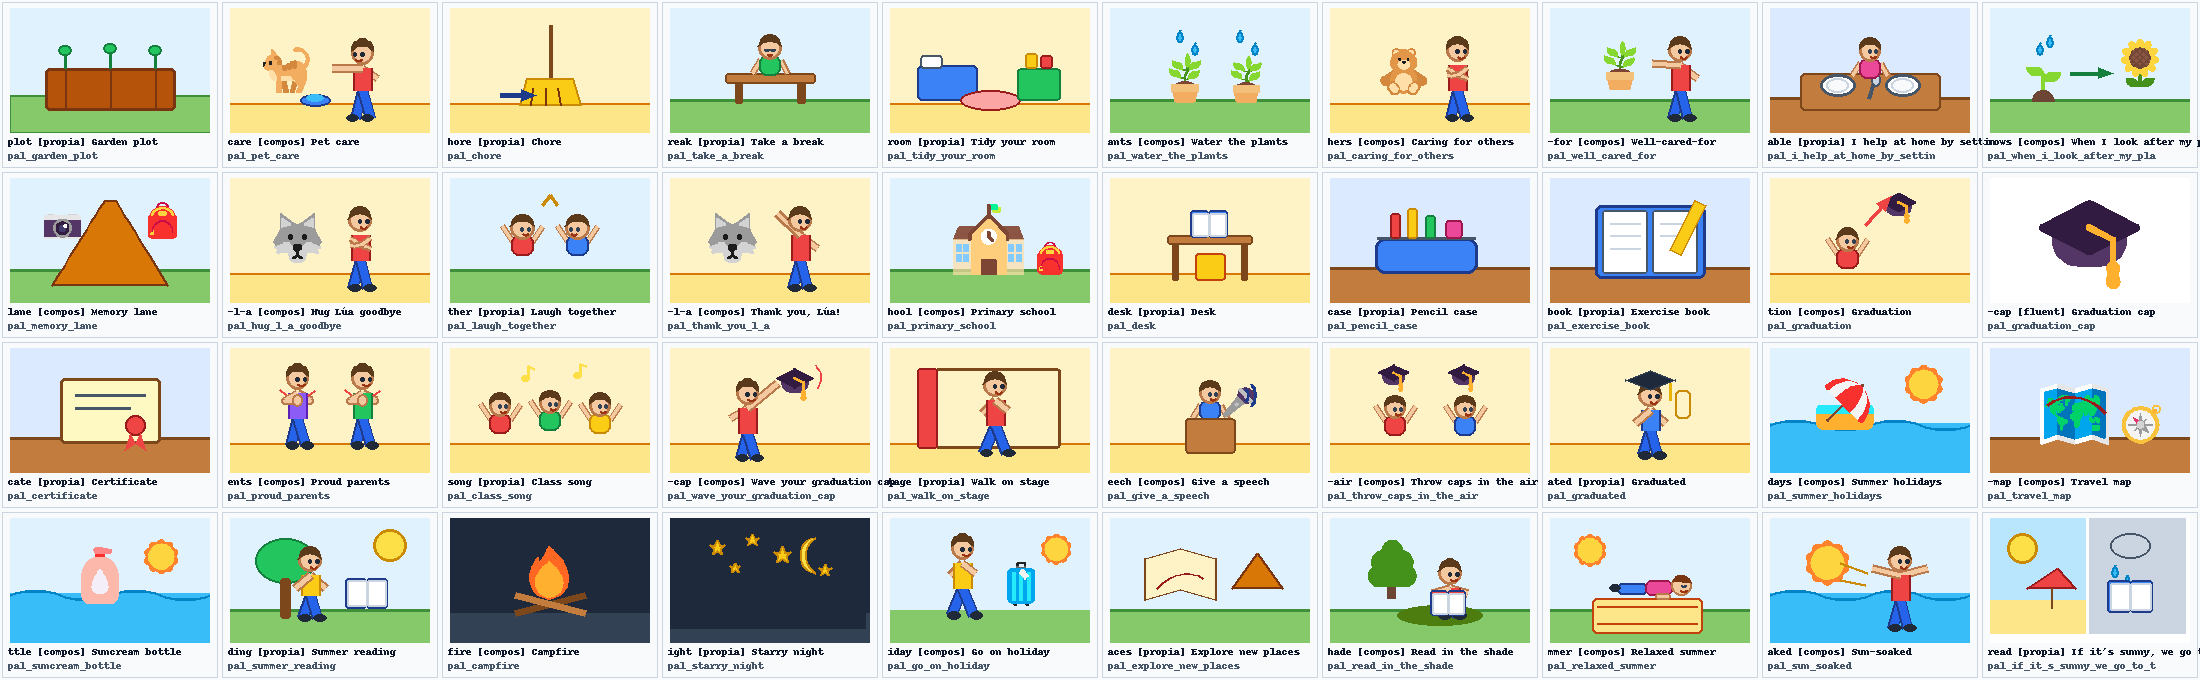 plot [propia] Garden plot
pal_garden_plot
care [compos] Pet care
pal_pet_care
hore [propia] Chore
pal_chore
reak [propia] Take a break
pal_take_a_break
room [propia] Tidy your room
pal_tidy_your_room
ants [compos] Water the plants
pal_water_the_plants
hers [compos] Caring for others
pal_caring_for_others
-for [compos] Well-cared-for
pal_well_cared_for
able [propia] I help at home by settin
pal_i_help_at_home_by_settin
ows [compos] When I look after my p
pal_when_i_look_after_my_pla
lane [compos] Memory lane
pal_memory_lane
-l-a [compos] Hug Lúa goodbye
pal_hug_l_a_goodbye
ther [propia] Laugh together
pal_laugh_together
-l-a [compos] Thank you, Lúa!
pal_thank_you_l_a
hool [compos] Primary school
pal_primary_school
desk [propia] Desk
pal_desk
case [propia] Pencil case
pal_pencil_case
book [propia] Exercise book
pal_exercise_book
tion [compos] Graduation
pal_graduation
-cap [fluent] Graduation cap
pal_graduation_cap
cate [propia] Certificate
pal_certificate
ents [compos] Proud parents
pal_proud_parents
song [propia] Class song
pal_class_song
-cap [compos] Wave your graduation ca
pal_wave_your_graduation_cap
tage [propia] Walk on stage
pal_walk_on_stage
eech [compos] Give a speech
pal_give_a_speech
-air [compos] Throw caps in the air
pal_throw_caps_in_the_air
ated [propia] Graduated
pal_graduated
days [compos] Summer holidays
pal_summer_holidays
-map [compos] Travel map
pal_travel_map
ttle [compos] Suncream bottle
pal_suncream_bottle
ding [propia] Summer reading
pal_summer_reading
fire [compos] Campfire
pal_campfire
ight [propia] Starry night
pal_starry_night
iday [compos] Go on holiday
pal_go_on_holiday
aces [propia] Explore new places
pal_explore_new_places
hade [compos] Read in the shade
pal_read_in_the_shade
mmer [compos] Relaxed summer
pal_relaxed_summer
aked [compos] Sun-soaked
pal_sun_soaked
read [propia] If it's sunny, we go t
pal_if_it_s_sunny_we_go_to_t